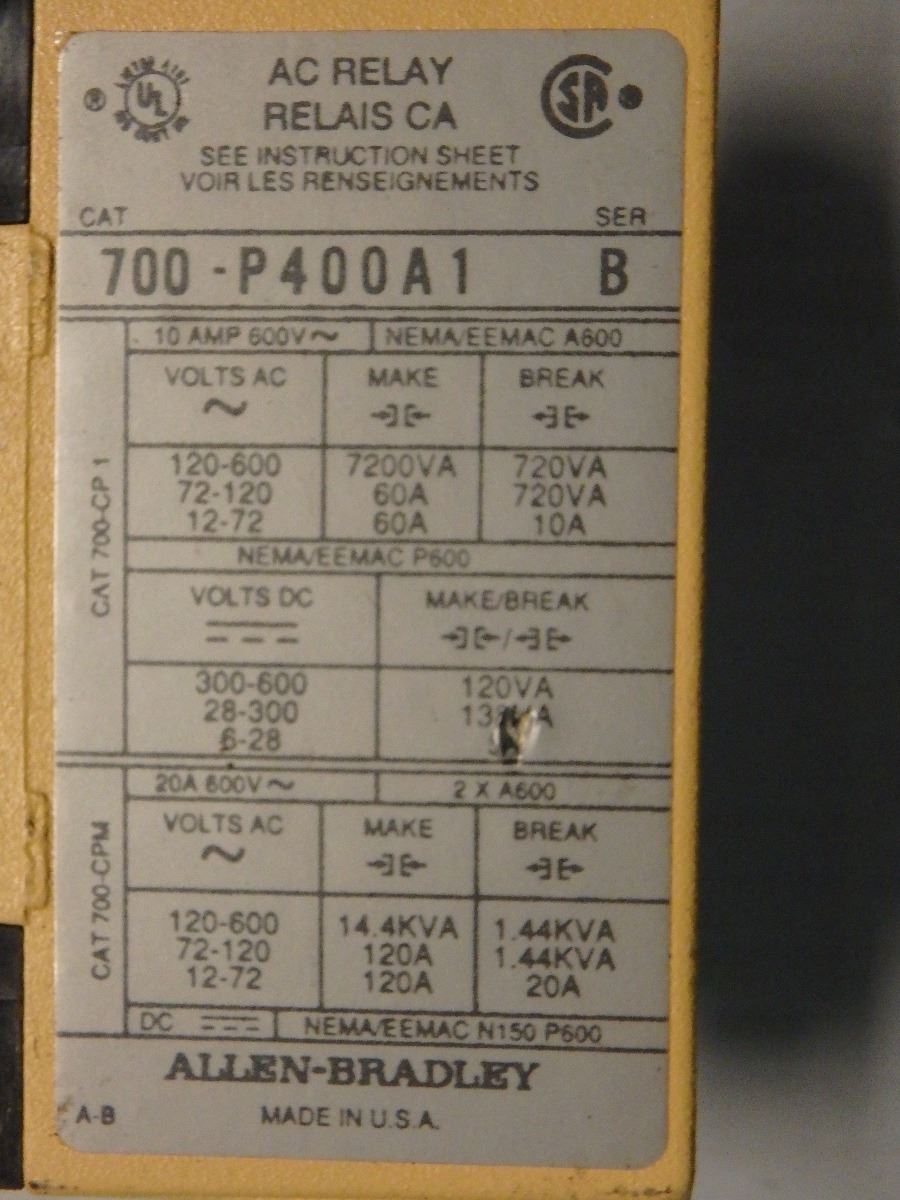 ® UL
AC RELAY
RELAIS CA
SA ®
SEE INSTRUCTION SHEET
VOIR LES RENSEIGNEMENTS
CAT SER
700-P400A1 B
CAT 700-CP1
10 AMP 600V~ NEMA/EEMAC A600
VOLTS AC MAKE BREAK
~
120-600 7200VA 720VA
72-120 60A 720VA
12-72 60A 10A
NEMA/EEMAC P600
VOLTS DC MAKE/BREAK
/
300-600 120VA
28-300
6-28
CAT 700-CPM
20A 600V~ 2 X A600
VOLTS AC MAKE BREAK
~
120-600 14.4KVA 1.44KVA
72-120 120A 1.44KVA
12-72 120A 20A
DC NEMA/EEMAC N150 P600
ALLEN-BRADLEY
A-B MADE IN U.S.A.